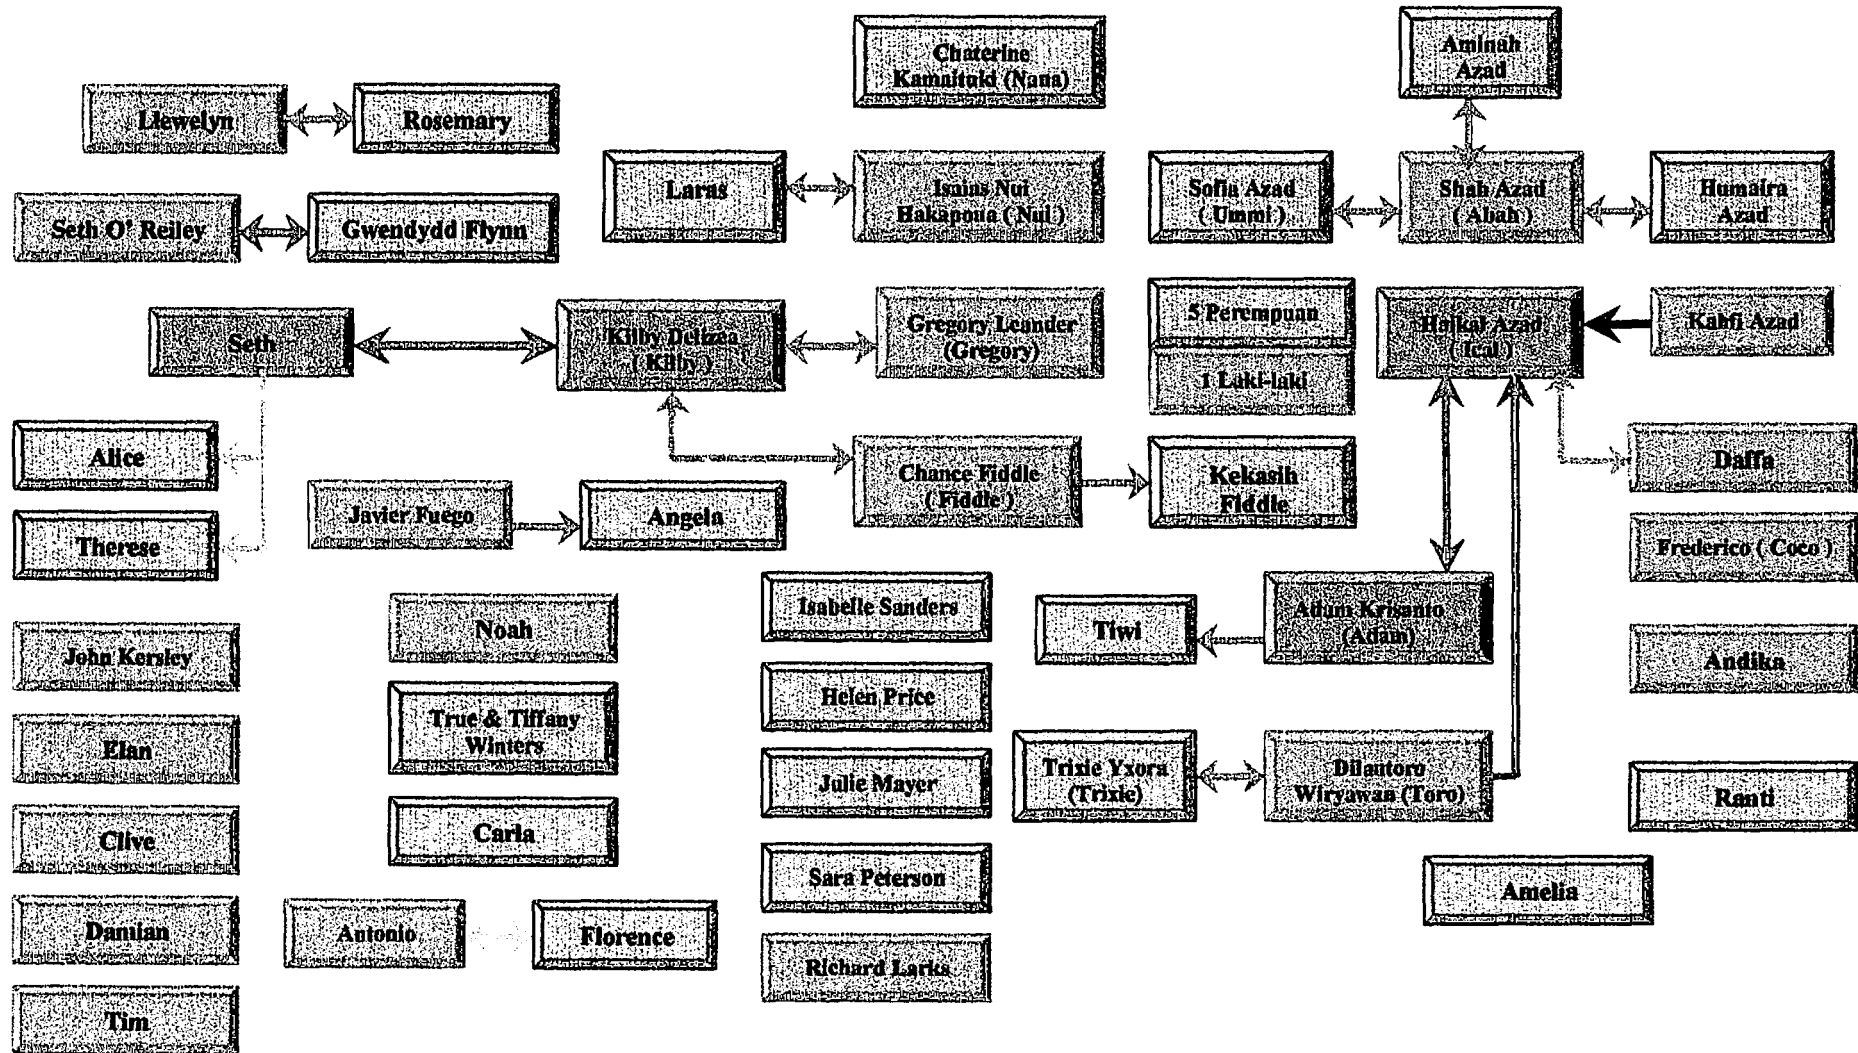 Chaterine
Kamaituki (Nana)
Aminah
Azad
Llewelyn
Rosemary
Laras
Isaias Nui
Hakapoua ( Nui )
Sofia Azad
( Ummi )
Shah Azad
( Abah )
Humaira
Azad
Seth O' Reiley
Gwendydd Flynn
Seth
Kilby Delizea
( Kilby )
Gregory Leander
(Gregory)
5 Perempuan
1 Laki-laki
Haikal Azad
( Ical )
Kahfi Azad
Alice
Therese
Javier Fuego
Angela
Chance Fiddle
( Fiddle )
Kekasih
Fiddle
Daffa
Frederico ( Coco )
John Kersley
Noah
Isabelle Sanders
Tiwi
Adam Krisanto
(Adam)
Andika
Elan
True & Tiffany
Winters
Helen Price
Clive
Carla
Julie Mayer
Trixie Yxora
(Trixie)
Dilautoro
Wiryawan (Toro)
Ranti
Damian
Antonio
Florence
Sara Peterson
Amelia
Richard Larks
Tim